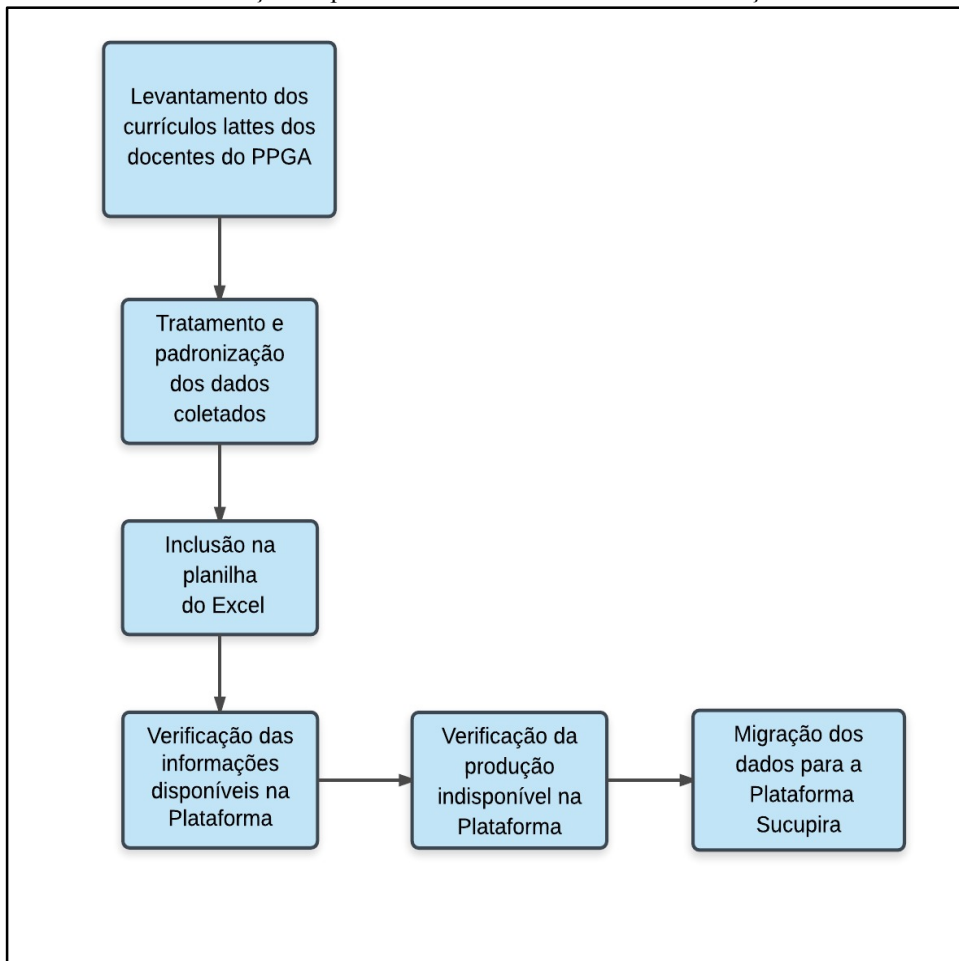 Levantamento dos
currículos lattes dos
docentes do PPGA
Tratamento e
padronização
dos dados
coletados
Inclusão na
planilha
do Excel
Verificação das
informações
disponíveis na
Plataforma
Verificação da
produção
indisponível na
Plataforma
Migração dos
dados para a
Plataforma
Sucupira